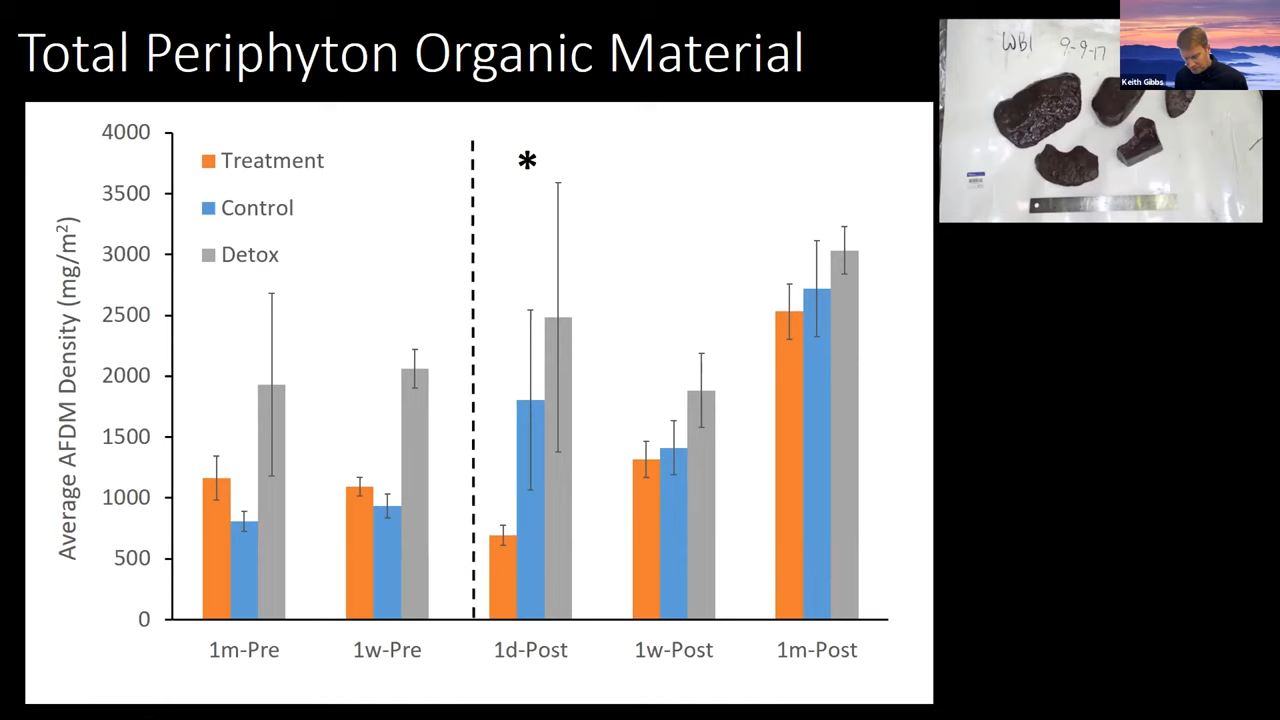 Total Periphyton Organic Material
WB1 9-9-17
Keith Gibbs
4000
3500
3000
2500
2000
1500
1000
500
0
Average AFDM Density (mg/m²)
Treatment
Control
Detox
*
1m-Pre 1w-Pre 1d-Post 1w-Post 1m-Post